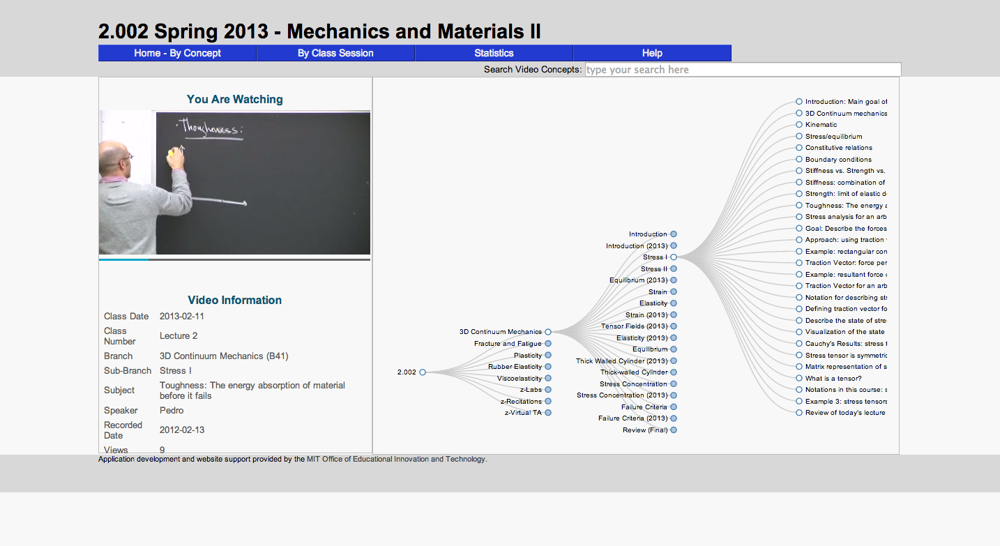 2.002 Spring 2013 - Mechanics and Materials II
Home - By Concept
By Class Session
Statistics
Help
Search Video Concepts:
type your search here
You Are Watching
Thoughness:
Video Information
Class Date 2013-02-11
Class Number Lecture 2
Branch 3D Continuum Mechanics (B41)
Sub-Branch Stress I
Subject Toughness: The energy absorption of material
before it fails
Speaker Pedro
Recorded Date 2012-02-13
Views 9
2.002
3D Continuum Mechanics
Fracture and Fatigue
Plasticity
Rubber Elasticity
Viscoelasticity
z-Labs
z-Recitations
z-Virtual TA
Introduction
Introduction (2013)
Stress I
Stress II
Equilibrium (2013)
Strain
Elasticity
Strain (2013)
Tensor Fields (2013)
Elasticity (2013)
Equilibrium
Thick Walled Cylinder (2013)
Thick-walled Cylinder
Stress Concentration
Stress Concentration (2013)
Failure Criteria
Failure Criteria (2013)
Review (Final)
Introduction: Main goal of
3D Continuum mechanics
Kinematic
Stress/equilibrium
Constitutive relations
Boundary conditions
Stiffness vs. Strength vs.
Stiffness: combination of
Strength: limit of elastic
Toughness: The energy
Stress analysis for an arb
Goal: Describe the forces
Approach: using traction
Example: rectangular con
Traction Vector: force per
Example: resultant force
Traction Vector for an arb
Notation for describing
Defining traction vector fo
Describe the state of
Visualization of the state
Cauchy's Results: stress
Stress tensor is symmetric
Matrix representation of s
What is a tensor?
Notations in this course: s
Example 3: stress tensors
Review of today's lecture
Application development and website support provided by the MIT Office of Educational Innovation and Technology.